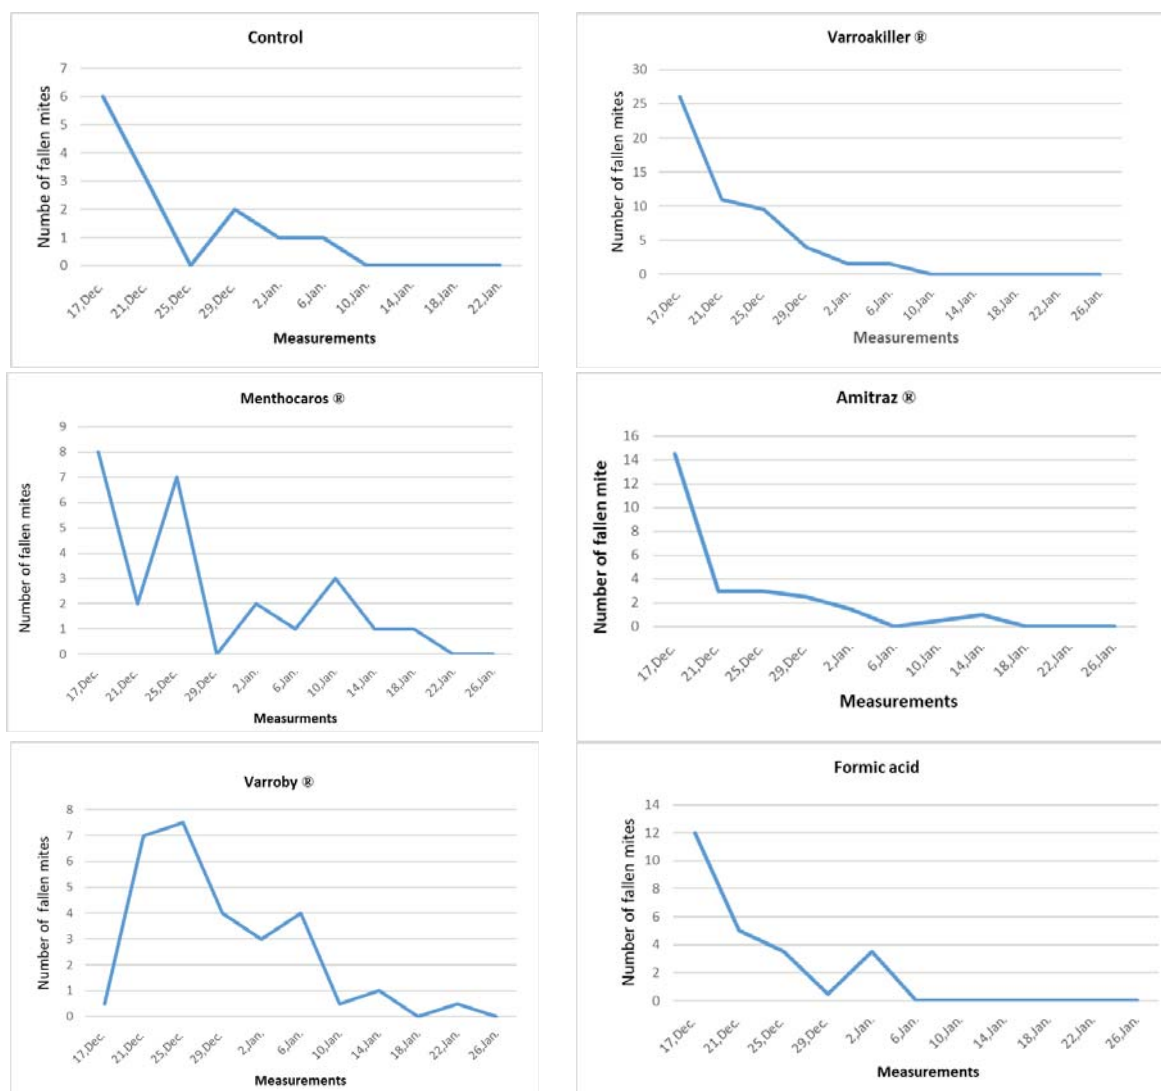 Control
Numbe of fallen mites
7
6
5
4
3
2
1
0
17,Dec. 21,Dec. 25,Dec. 29,Dec. 2,Jan. 6,Jan. 10,Jan. 14,Jan. 18,Jan. 22,Jan.
Measurements
Varroakiller ®
Number of fallen mites
30
25
20
15
10
5
0
17,Dec. 21,Dec. 25,Dec. 29,Dec. 2,Jan. 6,Jan. 10,Jan. 14,Jan. 18,Jan. 22,Jan. 26,Jan.
Measurements
Menthocaros ®
Number of fallen mites
9
8
7
6
5
4
3
2
1
0
17,Dec. 21,Dec. 25,Dec. 29,Dec. 2,Jan. 6,Jan. 10,Jan. 14,Jan. 18,Jan. 22,Jan. 26,Jan.
Measurments
Amitraz ®
Number of fallen mite
16
14
12
10
8
6
4
2
0
17,Dec. 21,Dec. 25,Dec. 29,Dec. 2,Jan. 6,Jan. 10,Jan. 14,Jan. 18,Jan. 22,Jan. 26,Jan.
Measurements
Varroby ®
Number of fallen mites
8
7
6
5
4
3
2
1
0
17,Dec. 21,Dec. 25,Dec. 29,Dec. 2,Jan. 6,Jan. 10,Jan. 14,Jan. 18,Jan. 22,Jan. 26,Jan.
Measurements
Formic acid
Number of fallen mites
14
12
10
8
6
4
2
0
17,Dec. 21,Dec. 25,Dec. 29,Dec. 2,Jan. 6,Jan. 10,Jan. 14,Jan. 18,Jan. 22,Jan. 26,Jan.
Measurements